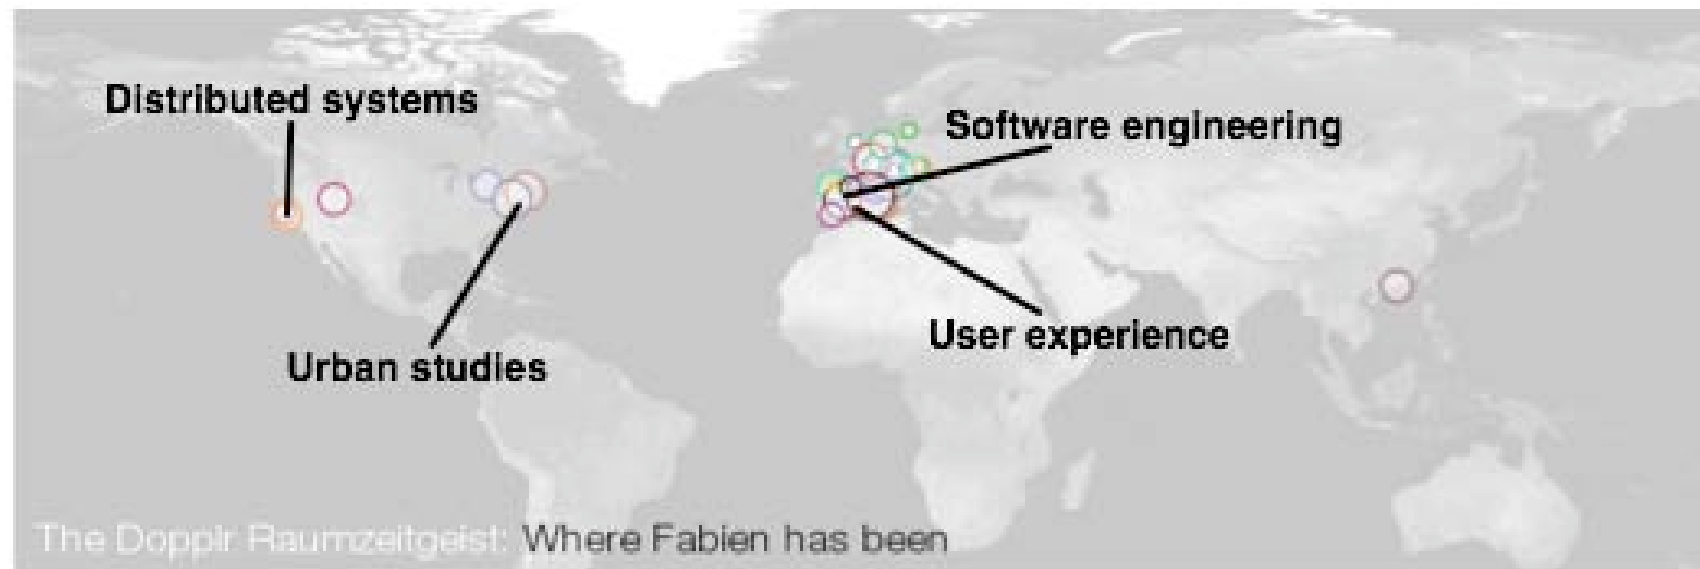 Distributed systems
Software engineering
User experience
Urban studies
The Dopplr Raumzeitgeist: Where Fabien has been